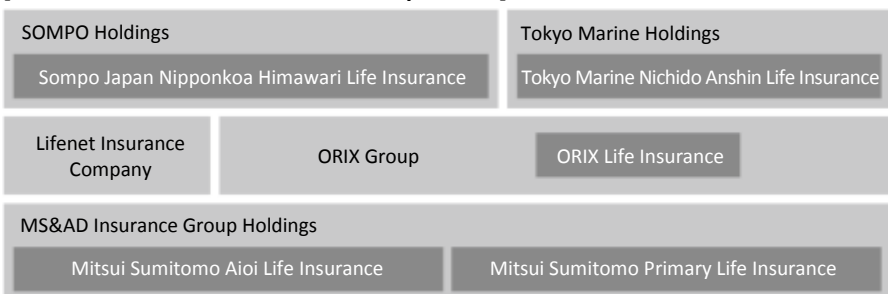 SOMPO Holdings
Sompo Japan Nipponkoa Himawari Life Insurance
Tokyo Marine Holdings
Tokyo Marine Nichido Anshin Life Insurance
Lifenet Insurance
Company
ORIX Group
ORIX Life Insurance
MS&AD Insurance Group Holdings
Mitsui Sumitomo Aioi Life Insurance
Mitsui Sumitomo Primary Life Insurance